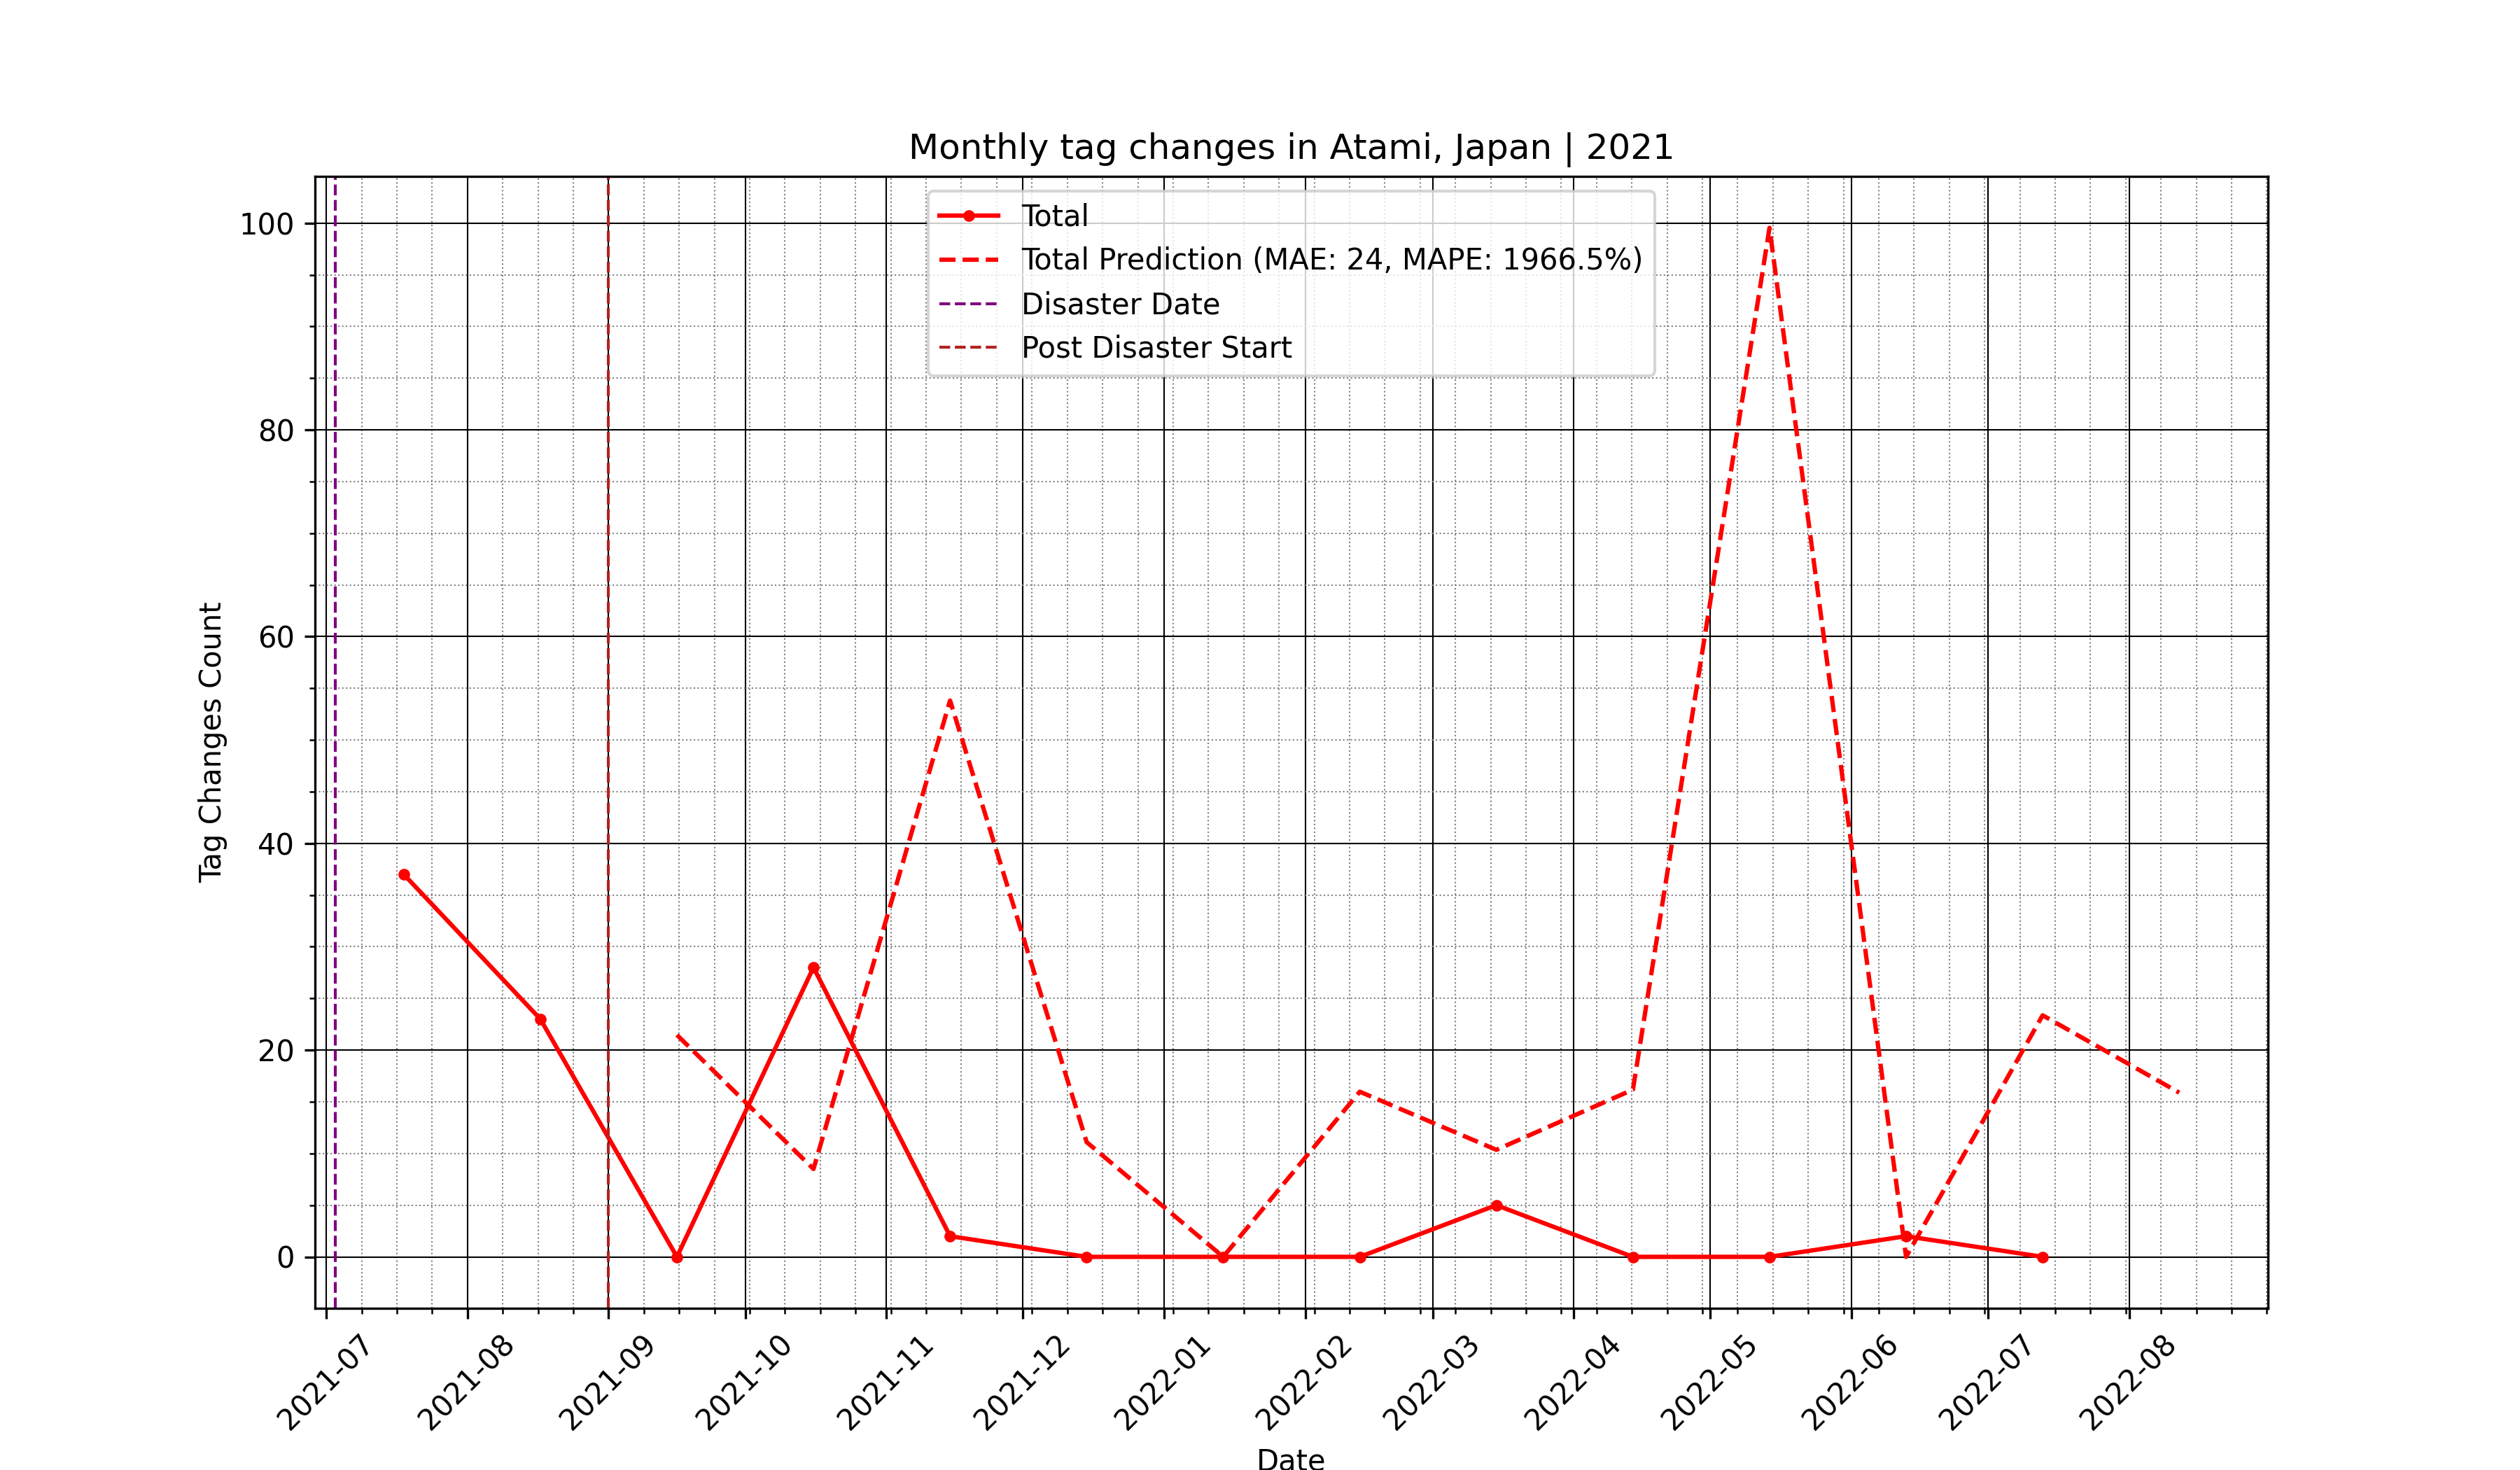 Monthly tag changes in Atami, Japan | 2021
Total
Total Prediction (MAE: 24, MAPE: 1966.5%)
Disaster Date
Post Disaster Start
Tag Changes Count
100
80
60
40
20
0
2021-07
2021-08
2021-09
2021-10
2021-11
2021-12
2022-01
2022-02
2022-03
2022-04
2022-05
2022-06
2022-07
2022-08
Date